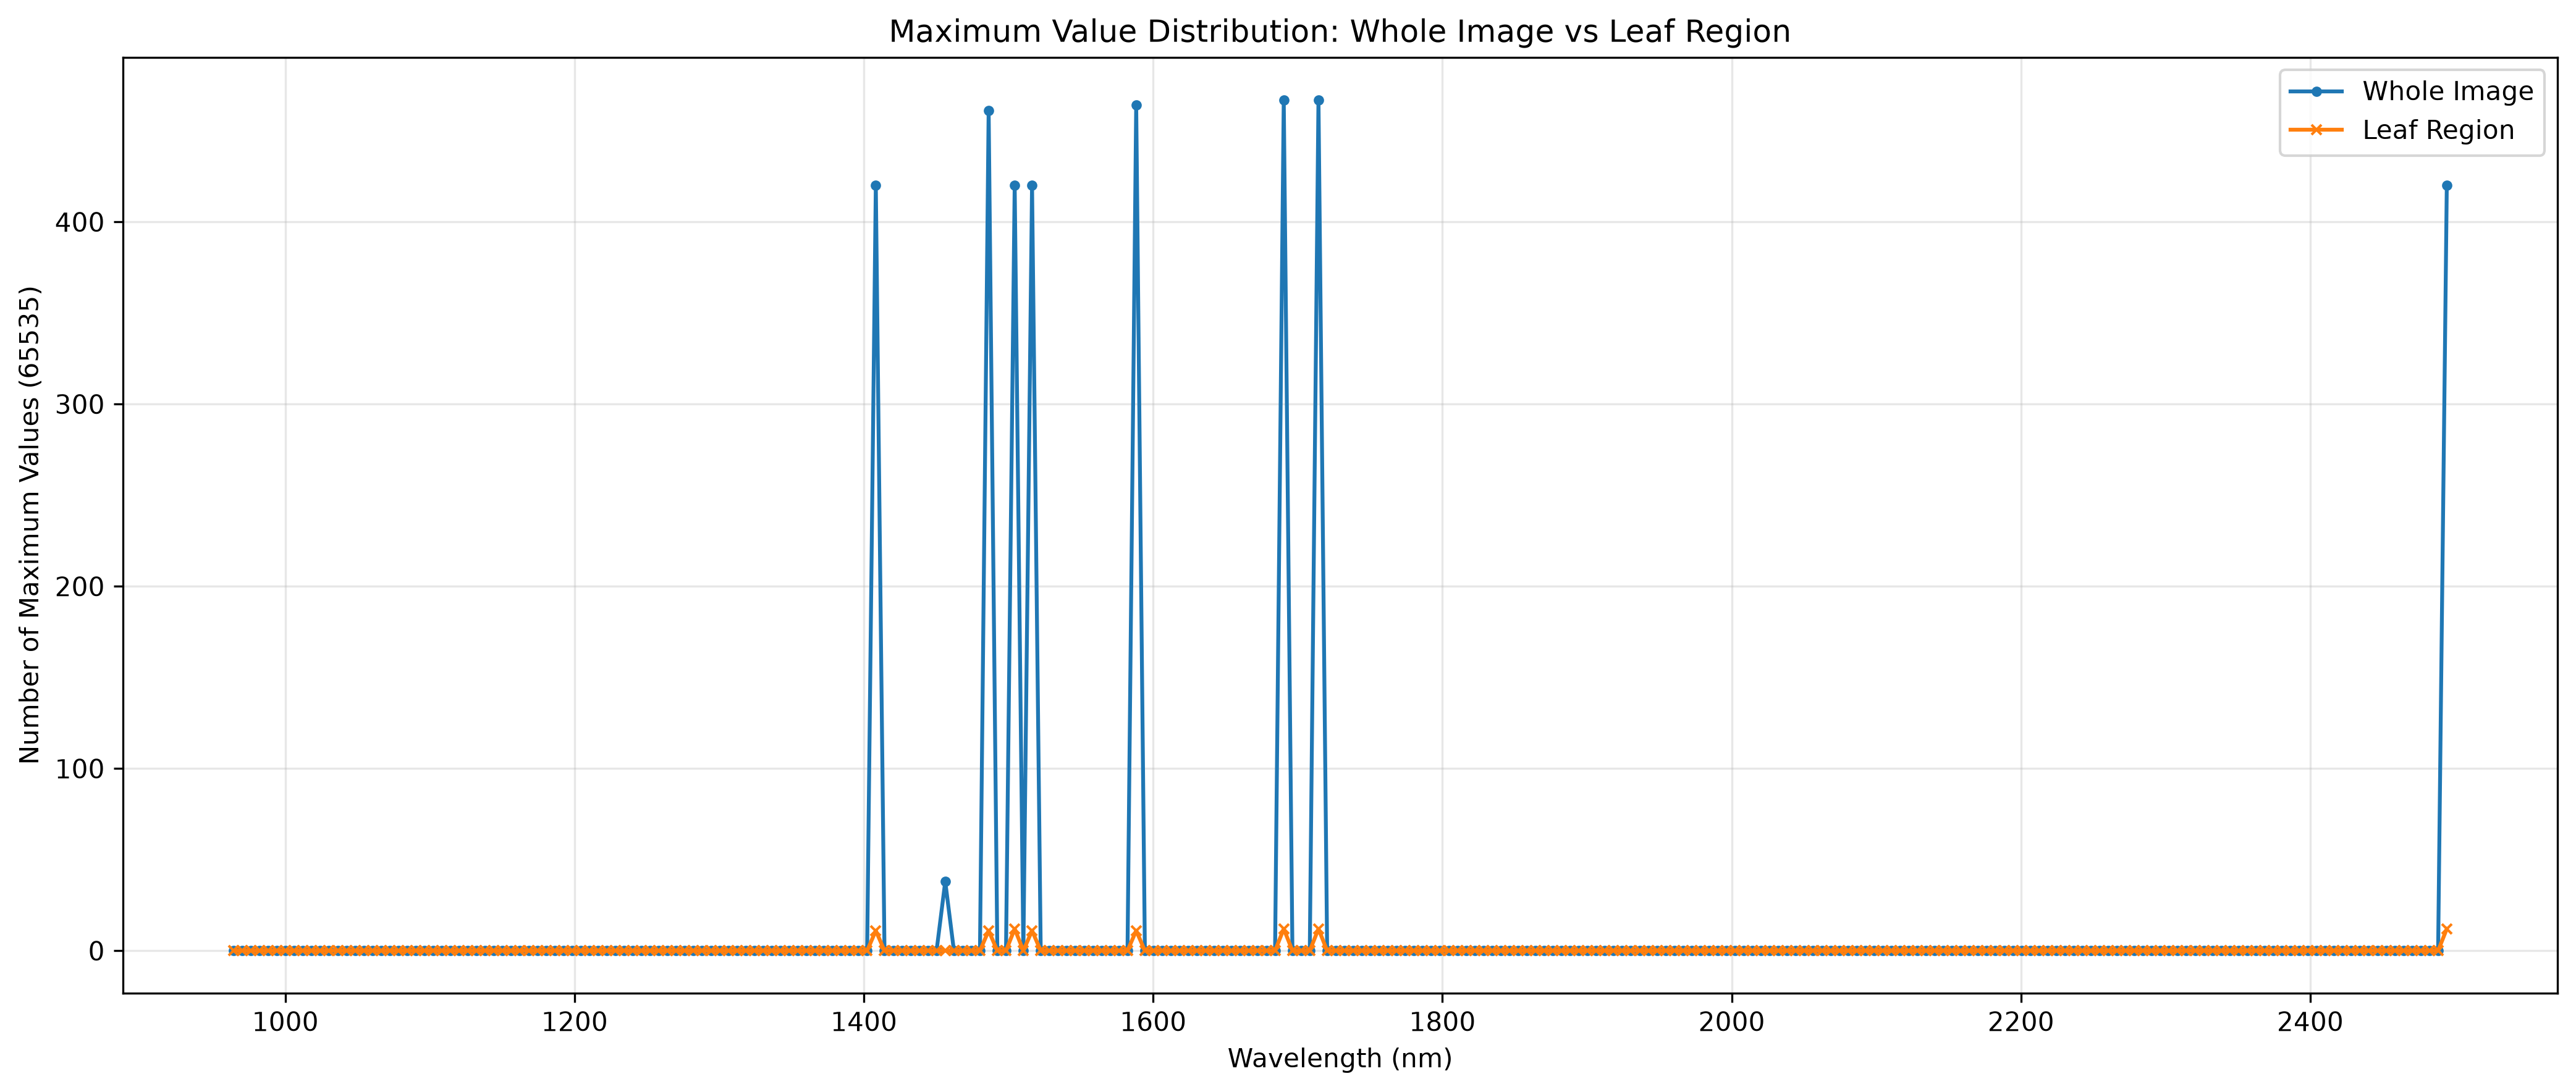 Maximum Value Distribution: Whole Image vs Leaf Region
Whole Image
Leaf Region
Number of Maximum Values (65535)
400
300
200
100
0
1000 1200 1400 1600 1800 2000 2200 2400
Wavelength (nm)